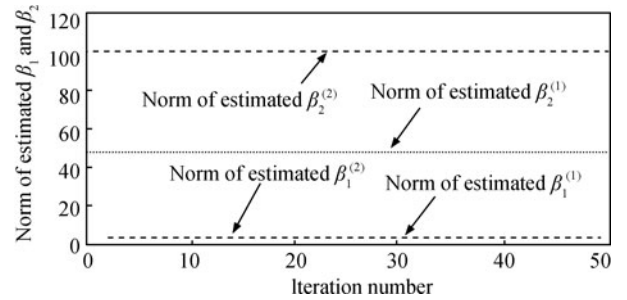 Norm of estimated β₁ and β₂
120
100
80
60
40
20
0
Norm of estimated β₂⁽²⁾
Norm of estimated β₂⁽¹⁾
Norm of estimated β₁⁽²⁾
Norm of estimated β₁⁽¹⁾
0 10 20 30 40 50
Iteration number